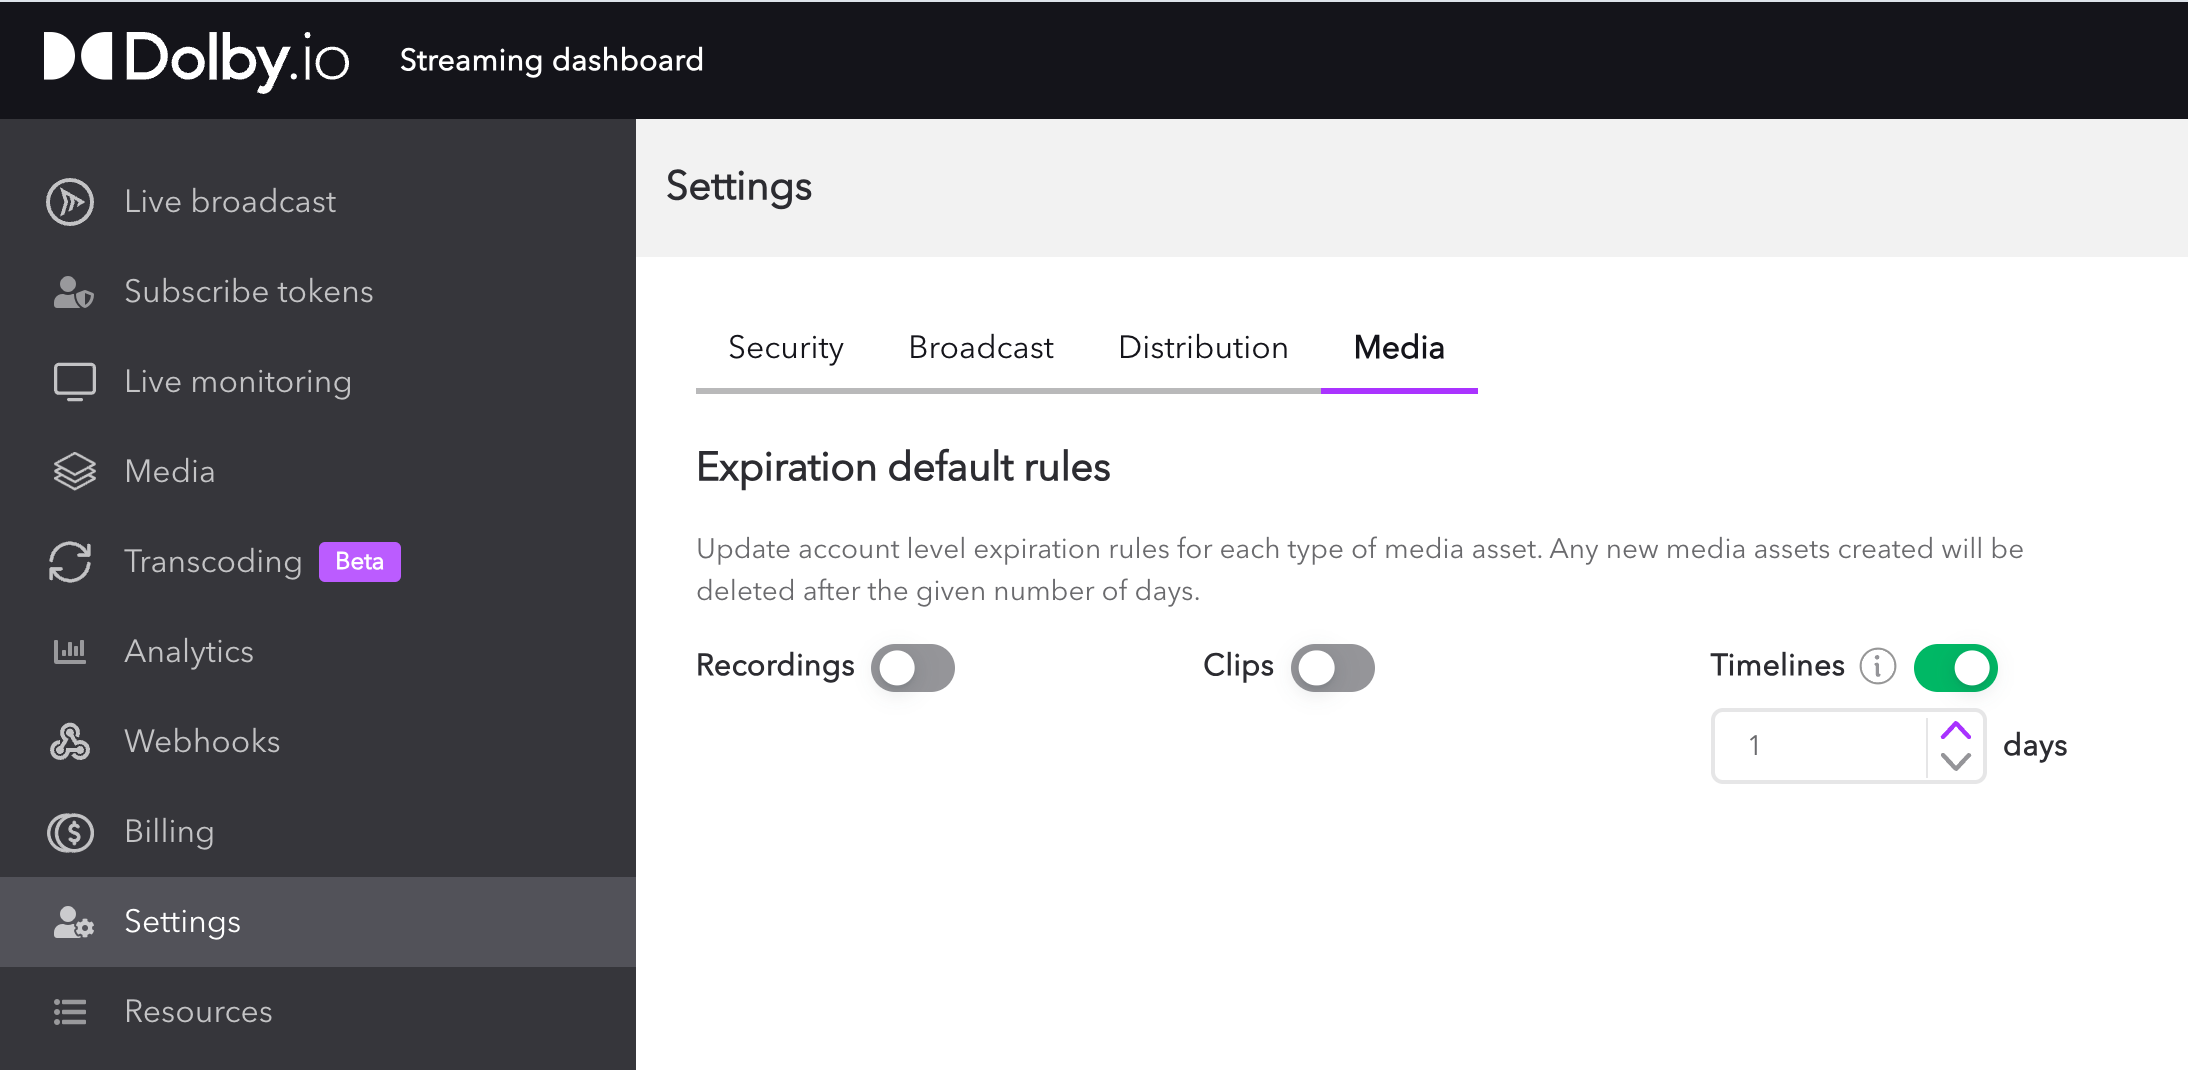 Dolby.io Streaming dashboard
Live broadcast
Subscribe tokens
Live monitoring
Media
Transcoding Beta
Analytics
Webhooks
Billing
Settings
Resources
Settings
Security Broadcast Distribution Media
Expiration default rules
Update account level expiration rules for each type of media asset. Any new media assets created will be
deleted after the given number of days.
Recordings Clips Timelines
1 days